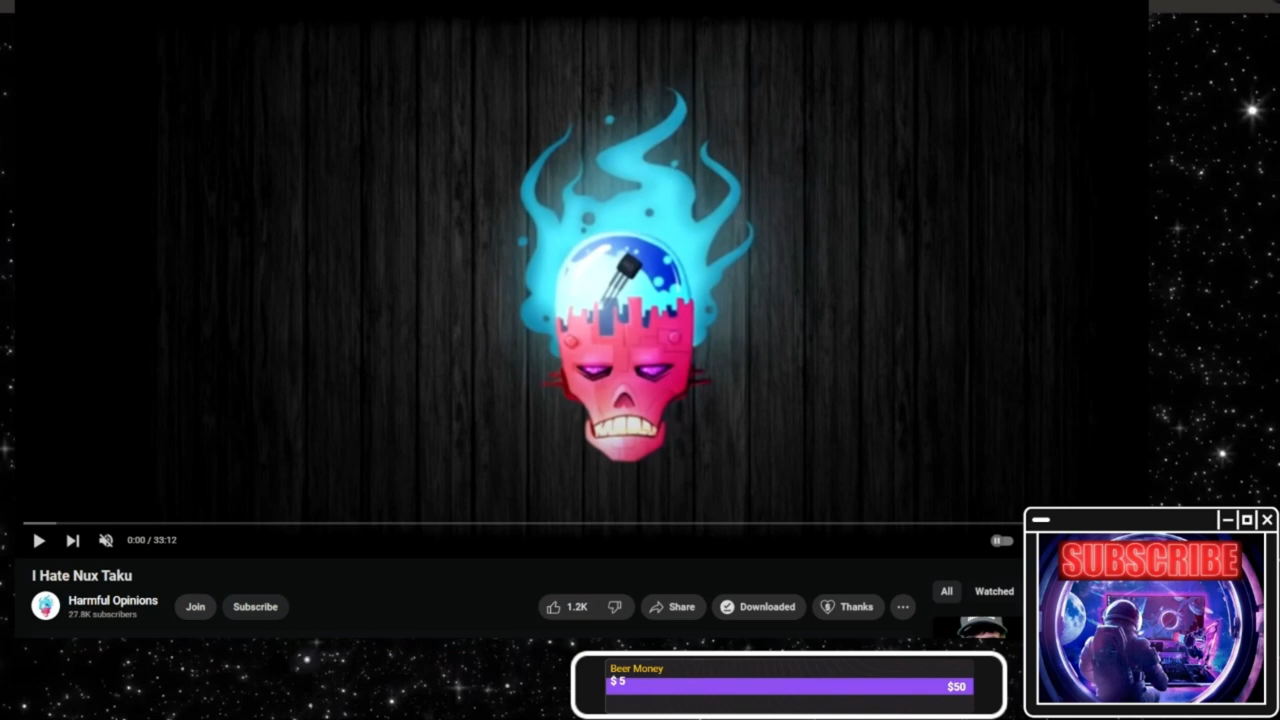 0:00 / 33:12
I Hate Nux Taku
Harmful Opinions
27.8K subscribers
Join
Subscribe
1.2K
Share
Downloaded
Thanks
All
Watched
SUBSCRIBE
Beer Money
$ 5
$50